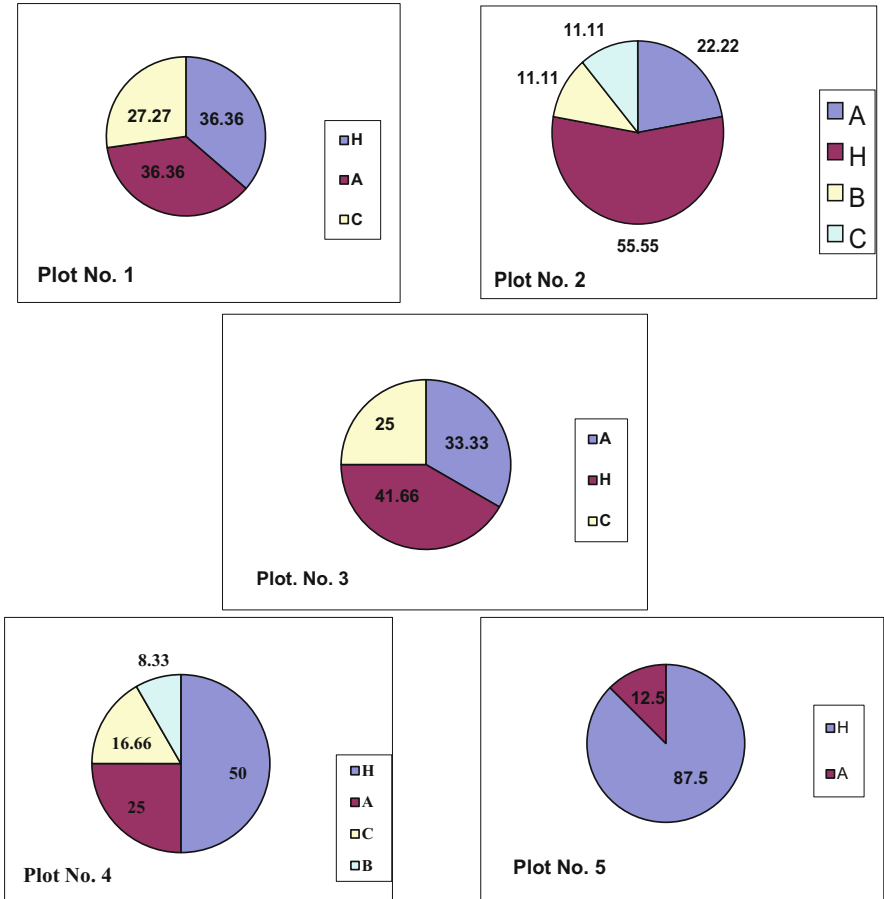 27.27
36.36
36.36
H
A
C
Plot No. 1
11.11
22.22
11.11
55.55
A
H
B
C
Plot No. 2
25
33.33
41.66
A
H
C
Plot. No. 3
8.33
16.66
50
25
H
A
C
B
Plot No. 4
12.5
87.5
H
A
Plot No. 5